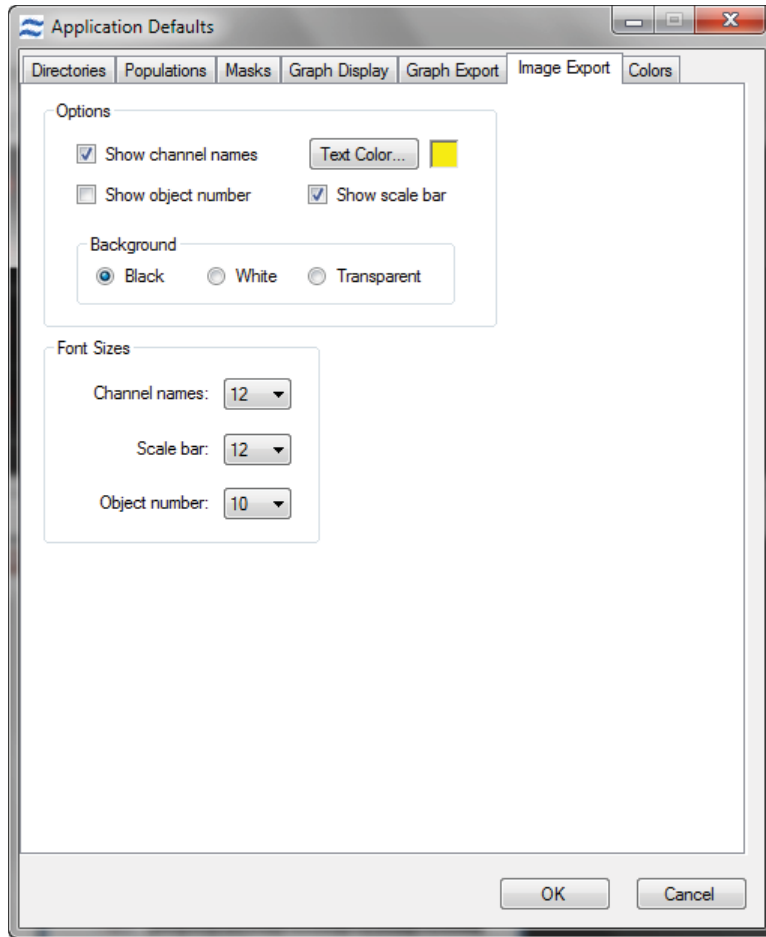 Application Defaults
Directories Populations Masks Graph Display Graph Export Image Export Colors
Options
Show channel names Text Color...
Show object number Show scale bar
Background
Black White Transparent
Font Sizes
Channel names: 12
Scale bar: 12
Object number: 10
OK Cancel